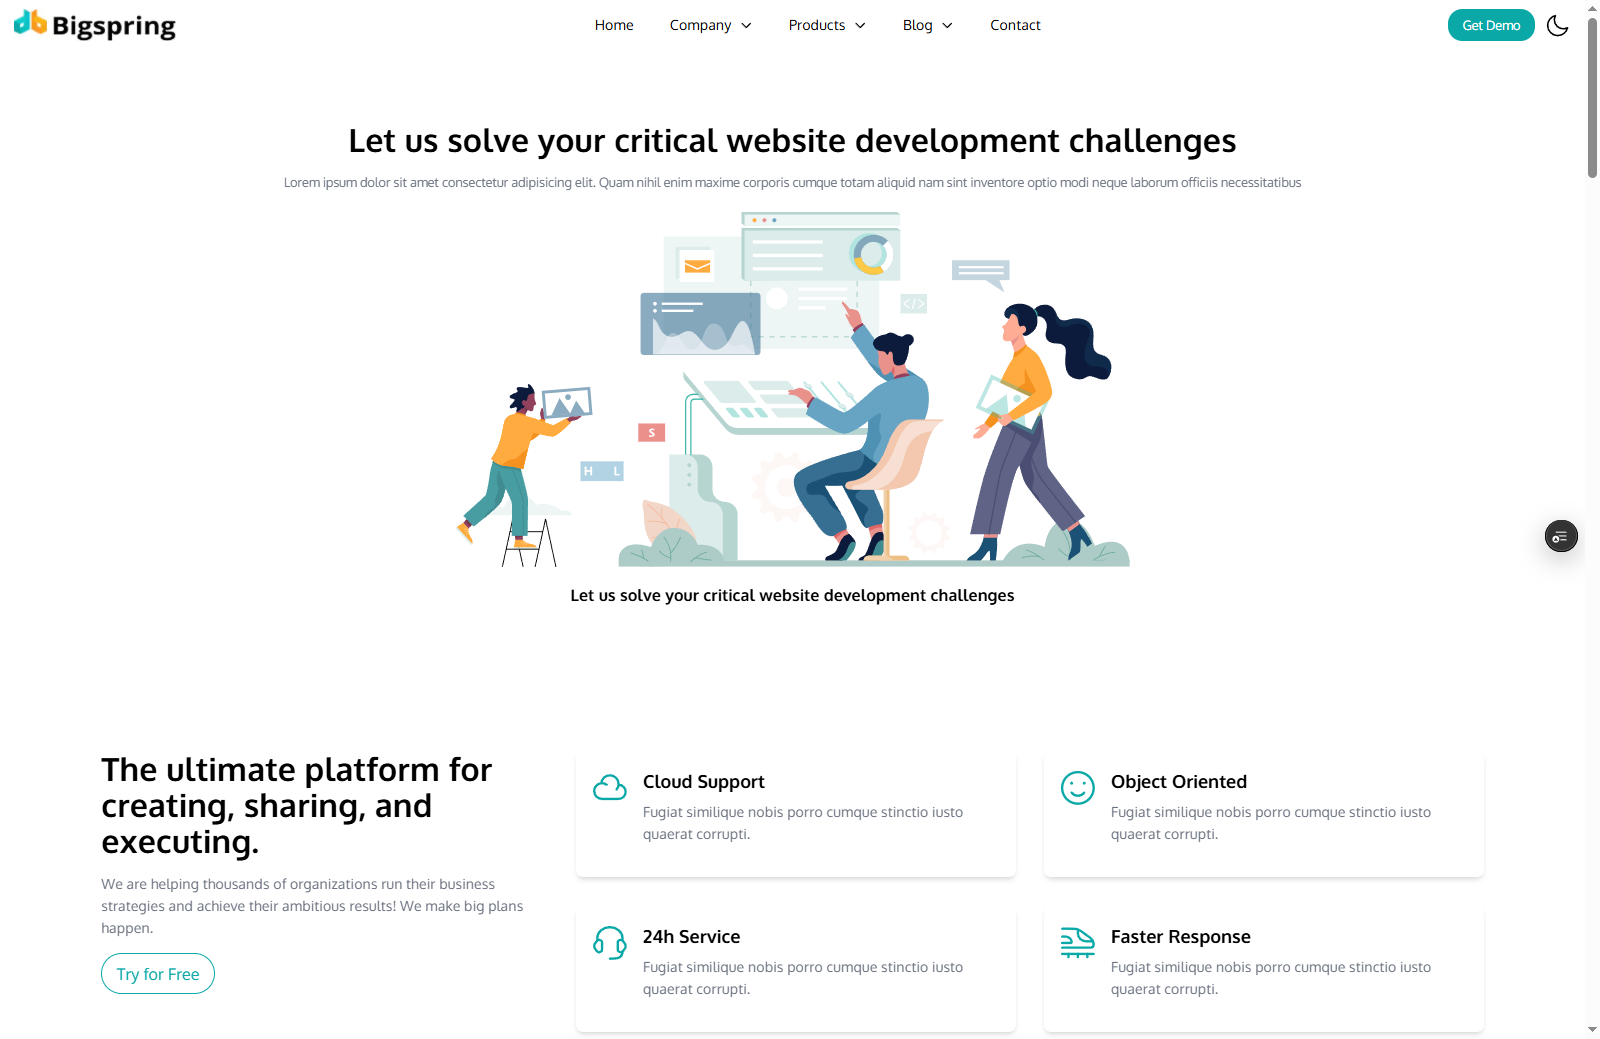 Bigspring
Home Company Products Blog Contact
Get Demo
Let us solve your critical website development challenges
Lorem ipsum dolor sit amet consectetur adipisicing elit. Quam nihil enim maxime corporis cumque totam aliquid nam sint inventore optio modi neque laborum officiis necessitatibus
</>
S
H L
Let us solve your critical website development challenges
The ultimate platform for
creating, sharing, and
executing.
We are helping thousands of organizations run their business
strategies and achieve their ambitious results! We make big plans
happen.
Try for Free
Cloud Support
Fugiat similique nobis porro cumque stinctio iusto
quaerat corrupti.
Object Oriented
Fugiat similique nobis porro cumque stinctio iusto
quaerat corrupti.
24h Service
Fugiat similique nobis porro cumque stinctio iusto
quaerat corrupti.
Faster Response
Fugiat similique nobis porro cumque stinctio iusto
quaerat corrupti.